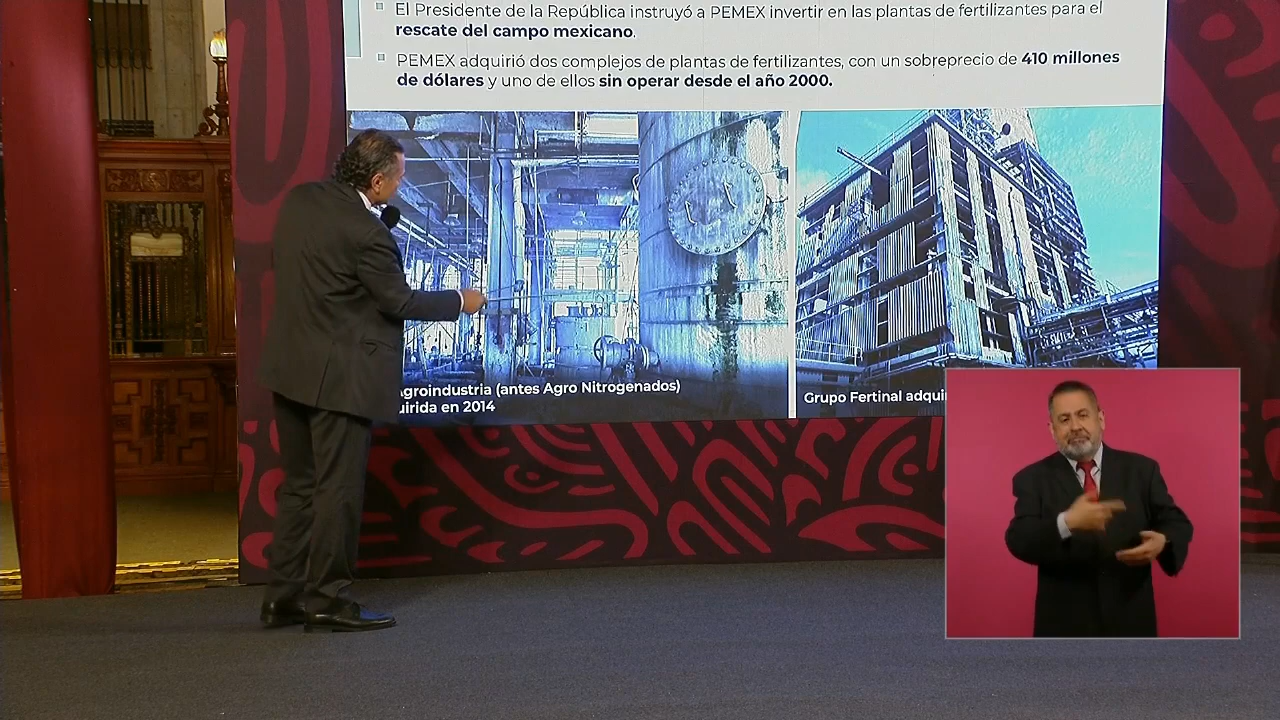 El Presidente de la República instruyó a PEMEX invertir en las plantas de fertilizantes para el
rescate del campo mexicano.
PEMEX adquirió dos complejos de plantas de fertilizantes, con un sobreprecio de 410 millones
de dólares y uno de ellos sin operar desde el año 2000.
Agroindustria (antes Agro Nitrogenados)
en 2014
Grupo Fertinal